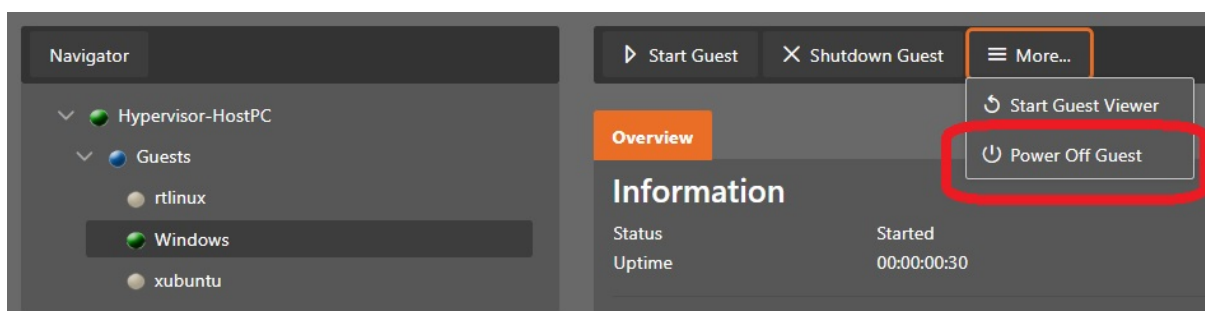 Navigator
Hypervisor-HostPC
Guests
rtlinux
Windows
xubuntu
Start Guest
Shutdown Guest
More...
Start Guest Viewer
Power Off Guest
Overview
Information
Status Started
Uptime 00:00:00:30